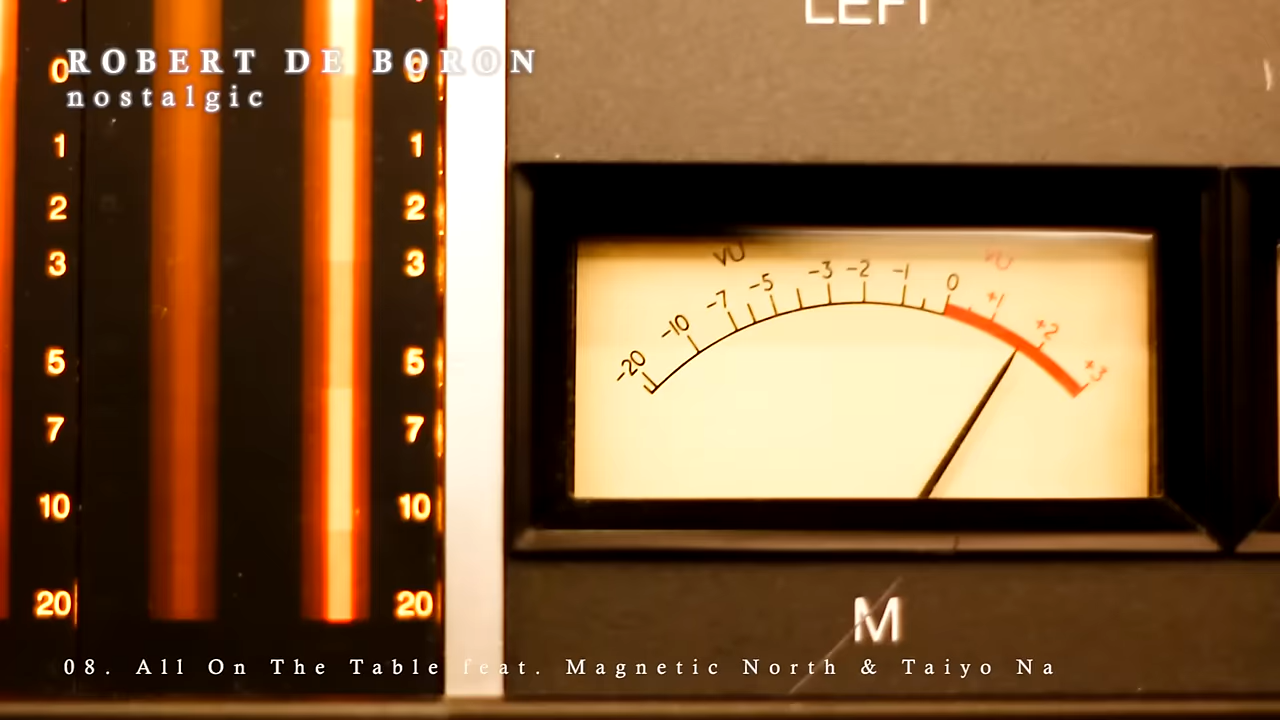 LEFT
ROBERT DE BORON
nostalgic
0 0
1 1
2 2
3 3
5 5
7 7
10 10
20 20
VU VU
-20 -10 -7 -5 -3 -2 -1 0 +1 +2 +3
M
08. All On The Table feat. Magnetic North & Taiyo Na